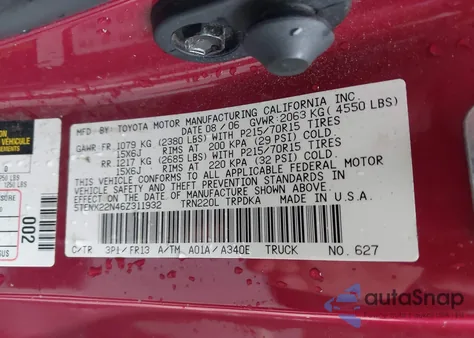 MFD BY: TOYOTA MOTOR MANUFACTURING CALIFORNIA INC.
DATE 08 / 06 GVWR: 2063 KG ( 4550 LBS)
GAWR: FR 1079 KG (2380 LBS) WITH P215/70R15 TIRES
15X6J RIMS AT 200 KPA (29 PSI) COLD.
RR 1217 KG (2685 LBS) WITH P215/70R15 TIRES
15X6J RIMS AT 220 KPA (32 PSI) COLD.
THIS VEHICLE CONFORMS TO ALL APPLICABLE FEDERAL MOTOR
VEHICLE SAFETY STANDARDS IN
EFFECT ON THE DATE OF MANUFACTURE SHOWN ABOVE.
5TENX22N46Z311932 TRN220L TRPDKA MADE IN U.S.A.
C/TR 3P1/FR13 A/TM. A01A/A340E TRUCK NO. 627
VÉHICULE
002
autoSnap